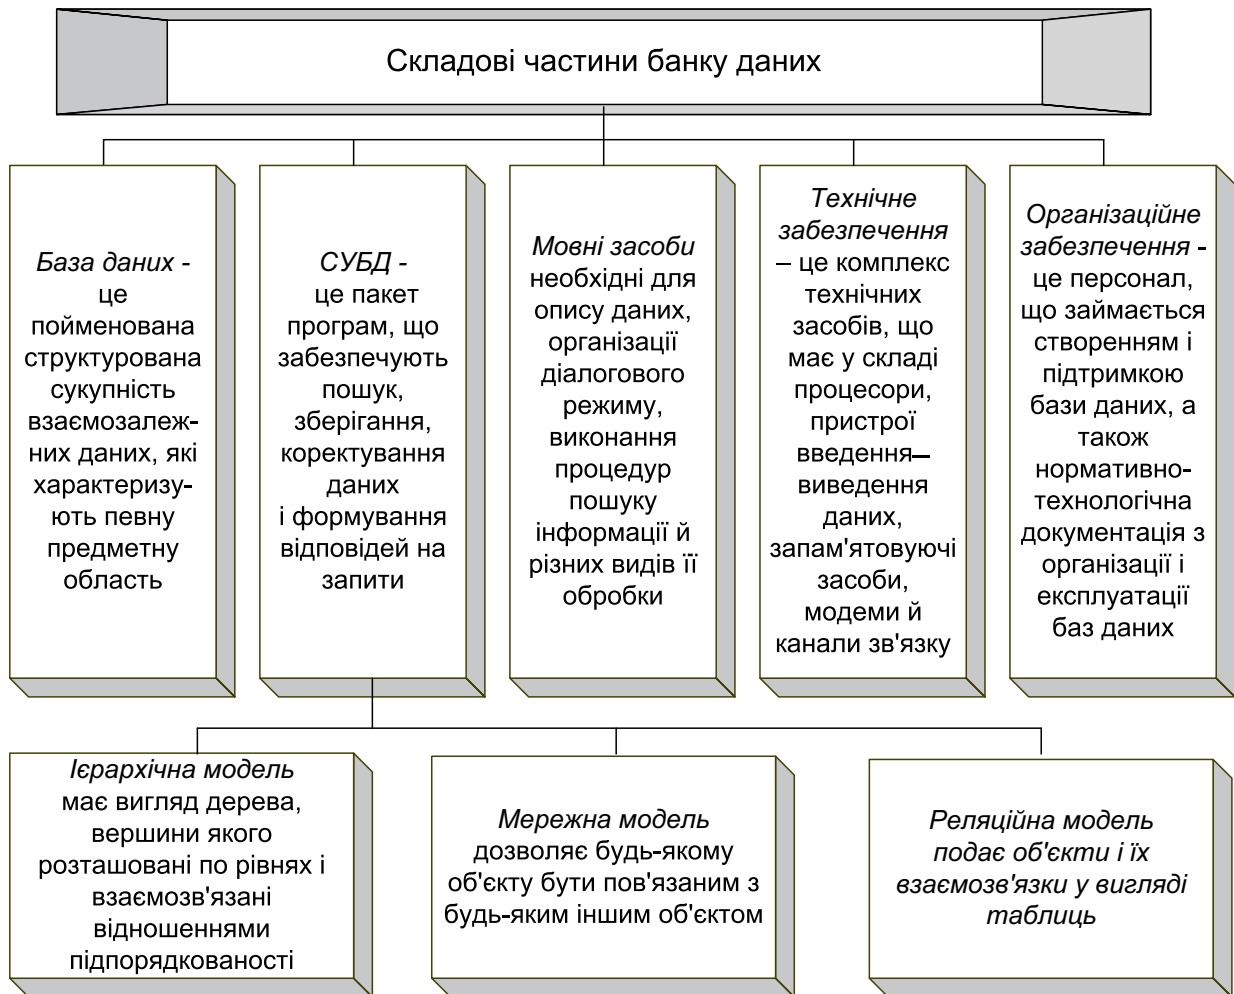 Складові частини банку даних
База даних -
це
пойменована
структурована
сукупність
взаємозалеж-
них даних, які
характеризу-
ють певну
предметну
область
СУБД -
це пакет
програм, що
забезпечують
пошук,
зберігання,
коректування
даних
і формування
відповідей на
запити
Мовні засоби
необхідні для
опису даних,
організації
діалогового
режиму,
виконання
процедур
пошуку
інформації й
різних видів її
обробки
Технічне
забезпечення
– це комплекс
технічних
засобів, що
має у складі
процесори,
пристрої
введення–
виведення
даних,
запам'ятовуючі
засоби,
модеми й
канали зв'язку
Організаційне
забезпечення -
це персонал,
що займається
створенням і
підтримкою
бази даних, а
також
нормативно-
технологічна
документація з
організації і
експлуатації
баз даних
Ієрархічна модель
має вигляд дерева,
вершини якого
розташовані по рівнях і
взаємозв'язані
відношеннями
підпорядкованості
Мережна модель
дозволяє будь-якому
об'єкту бути пов'язаним з
будь-яким іншим об'єктом
Реляційна модель
подає об'єкти і їх
взаємозв'язки у вигляді
таблиць